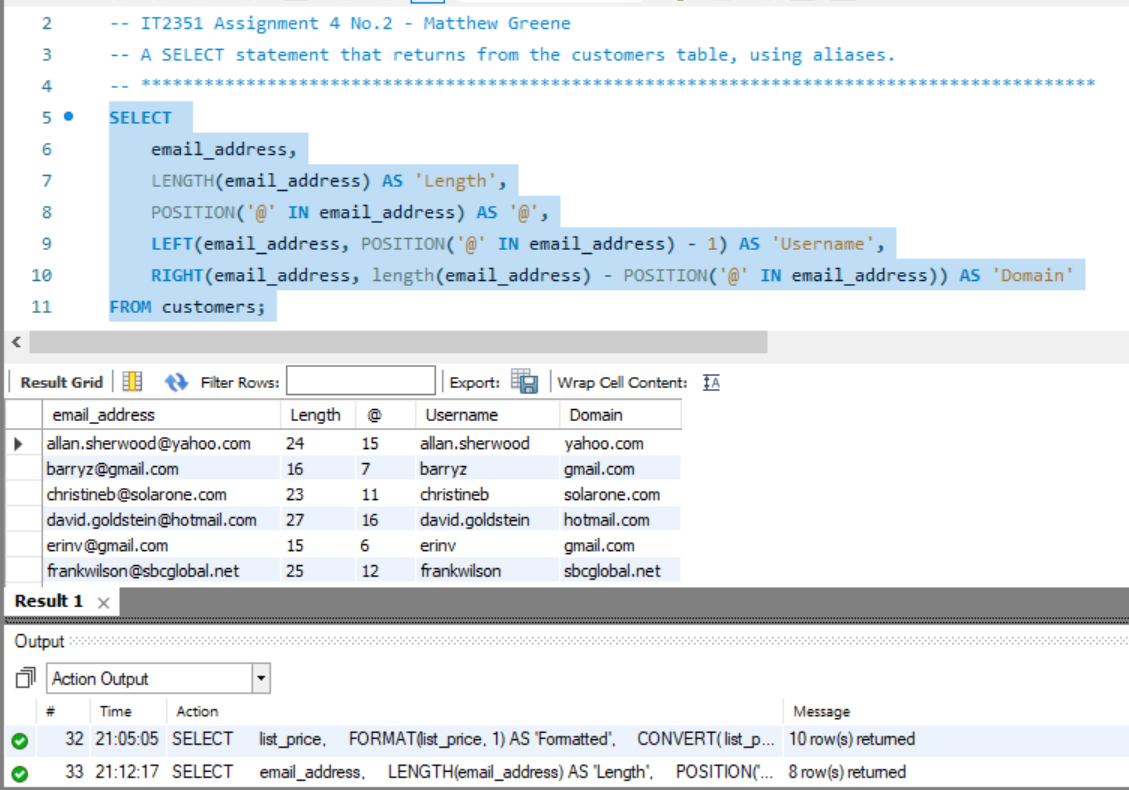 2 -- IT2351 Assignment 4 No.2 - Matthew Greene
3 -- A SELECT statement that returns from the customers table, using aliases.
4 -- *******************************************************************************************
5 SELECT
6 email_address,
7 LENGTH(email_address) AS 'Length',
8 POSITION('@' IN email_address) AS '@',
9 LEFT(email_address, POSITION('@' IN email_address) - 1) AS 'Username',
10 RIGHT(email_address, length(email_address) - POSITION('@' IN email_address)) AS 'Domain'
11 FROM customers;
Result Grid Filter Rows: Export: Wrap Cell Content: IA
email_address Length @ Username Domain
allan.sherwood@yahoo.com 24 15 allan.sherwood yahoo.com
barryz@gmail.com 16 7 barryz gmail.com
christineb@solarone.com 23 11 christineb solarone.com
david.goldstein@hotmail.com 27 16 david.goldstein hotmail.com
erinv@gmail.com 15 6 erinv gmail.com
frankwilson@sbcglobal.net 25 12 frankwilson sbcglobal.net
Result 1 ×
Output
Action Output
# Time Action Message
32 21:05:05 SELECT list_price, FORMAT(list_price, 1) AS 'Formatted', CONVERT( list_p... 10 row(s) returned
33 21:12:17 SELECT email_address, LENGTH(email_address) AS 'Length', POSITION('... 8 row(s) returned